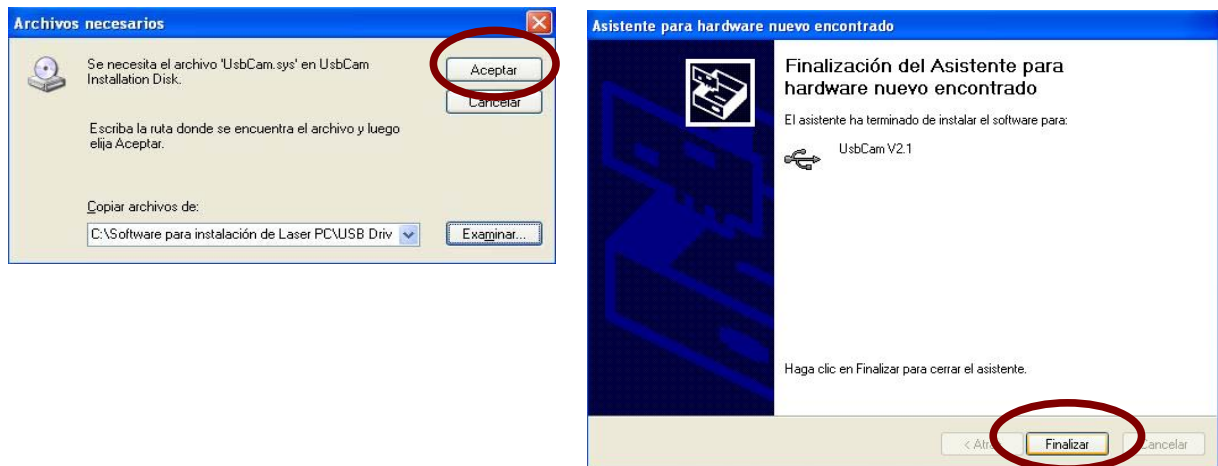 Archivos necesarios
Se necesita el archivo 'UsbCam.sys' en UsbCam
Installation Disk.
Aceptar
Cancelar
Escriba la ruta donde se encuentra el archivo y luego
elija Aceptar.
Copiar archivos de:
C:\Software para instalación de Laser PC\USB Driv
Examinar...
Asistente para hardware nuevo encontrado
Finalización del Asistente para
hardware nuevo encontrado
El asistente ha terminado de instalar el software para:
UsbCam V2.1
Haga clic en Finalizar para cerrar el asistente.
Finalizar